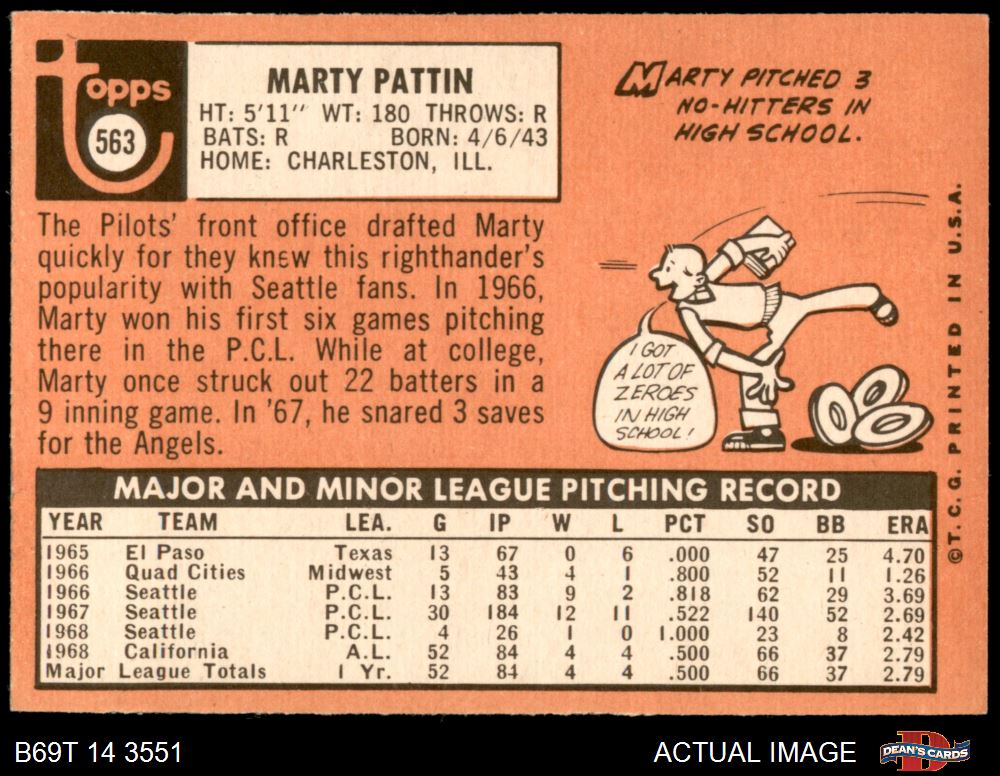 Topps
563
MARTY PATTIN
HT: 5'11" WT: 180 THROWS: R
BATS: R BORN: 4/6/43
HOME: CHARLESTON, ILL.
The Pilots' front office drafted Marty
quickly for they knew this righthander's
popularity with Seattle fans. In 1966,
Marty won his first six games pitching
there in the P.C.L. While at college,
Marty once struck out 22 batters in a
9 inning game. In '67, he snared 3 saves
for the Angels.
MARTY PITCHED 3
NO-HITTERS IN
HIGH SCHOOL.
I GOT
A LOT OF
ZEROES
IN HIGH
SCHOOL!
©T.C.G. PRINTED IN U.S.A.
MAJOR AND MINOR LEAGUE PITCHING RECORD
YEAR TEAM LEA. G IP W L PCT SO BB ERA
1965 El Paso Texas 13 67 0 6 .000 47 25 4.70
1966 Quad Cities Midwest 5 43 4 1 .800 52 11 1.26
1966 Seattle P.C.L. 13 83 9 2 .818 62 29 3.69
1967 Seattle P.C.L. 30 184 12 11 .522 140 52 2.69
1968 Seattle P.C.L. 4 26 1 0 1.000 23 8 2.42
1968 California A.L. 52 84 4 4 .500 66 37 2.79
Major League Totals 1 Yr. 52 84 4 4 .500 66 37 2.79
B69T 14 3551 ACTUAL IMAGE
D
DEAN'S CARDS